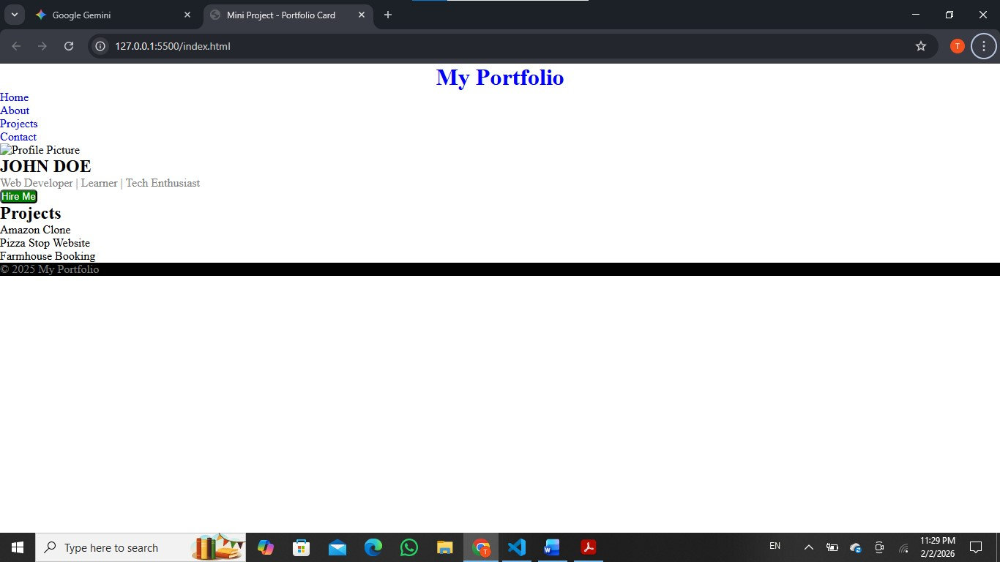 Google Gemini
Mini Project - Portfolio Card
127.0.0.1:5500/index.html
T
My Portfolio
Home
About
Projects
Contact
Profile Picture
JOHN DOE
Web Developer | Learner | Tech Enthusiast
Hire Me
Projects
Amazon Clone
Pizza Stop Website
Farmhouse Booking
© 2025 My Portfolio
Type here to search
T
W
EN
11:29 PM
2/2/2026